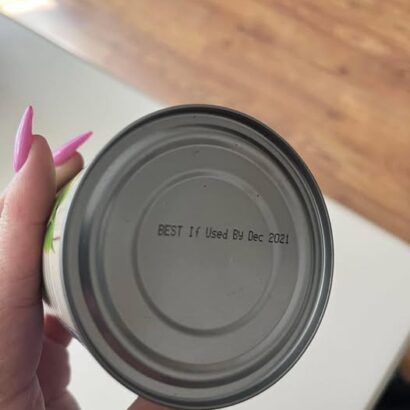 BEST If Used By Dec 2021